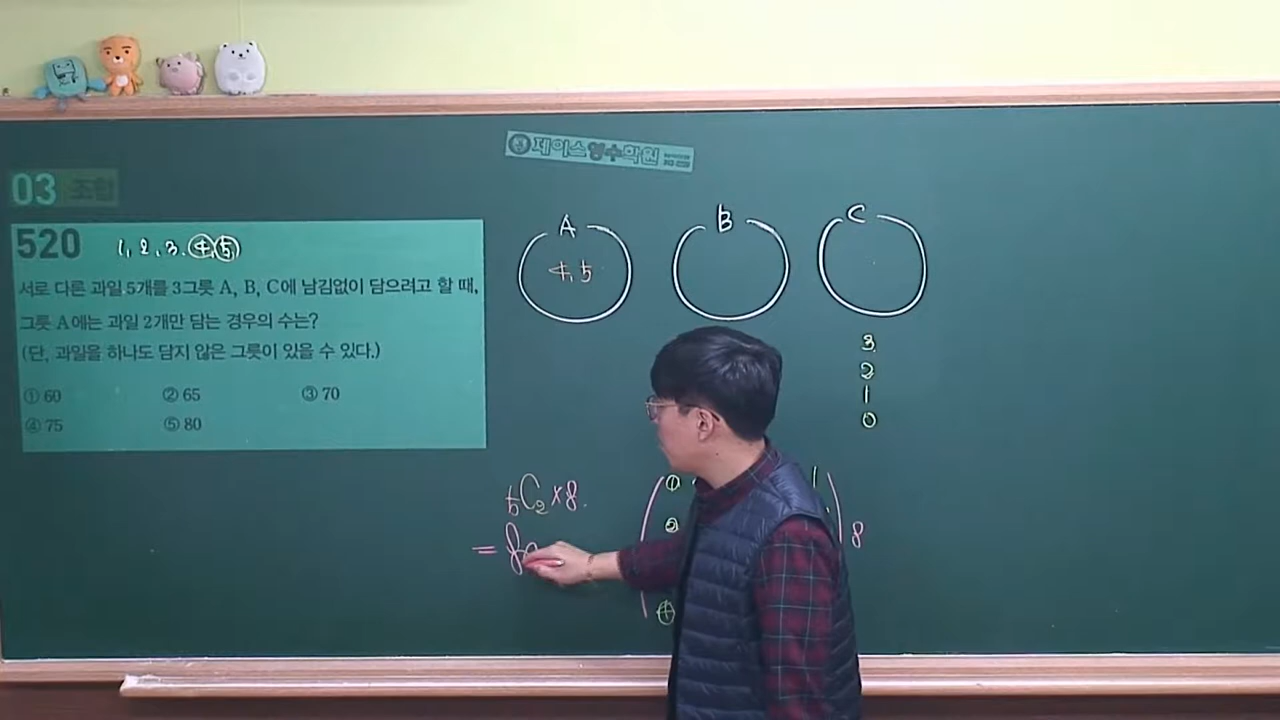 제이스 영수학원
03 조합
520 1, 2, 3, 4, 5
서로 다른 과일 5개를 3그릇 A, B, C에 남김없이 담으려고 할 때,
그릇 A에는 과일 2개만 담는 경우의 수는?
(단, 과일을 하나도 담지 않은 그릇이 있을 수 있다.)
① 60 ② 65 ③ 70
④ 75 ⑤ 80
A B C
4, 5
3
2
1
0
₅C₂ × 8.
= 80
①
②
④
1
8